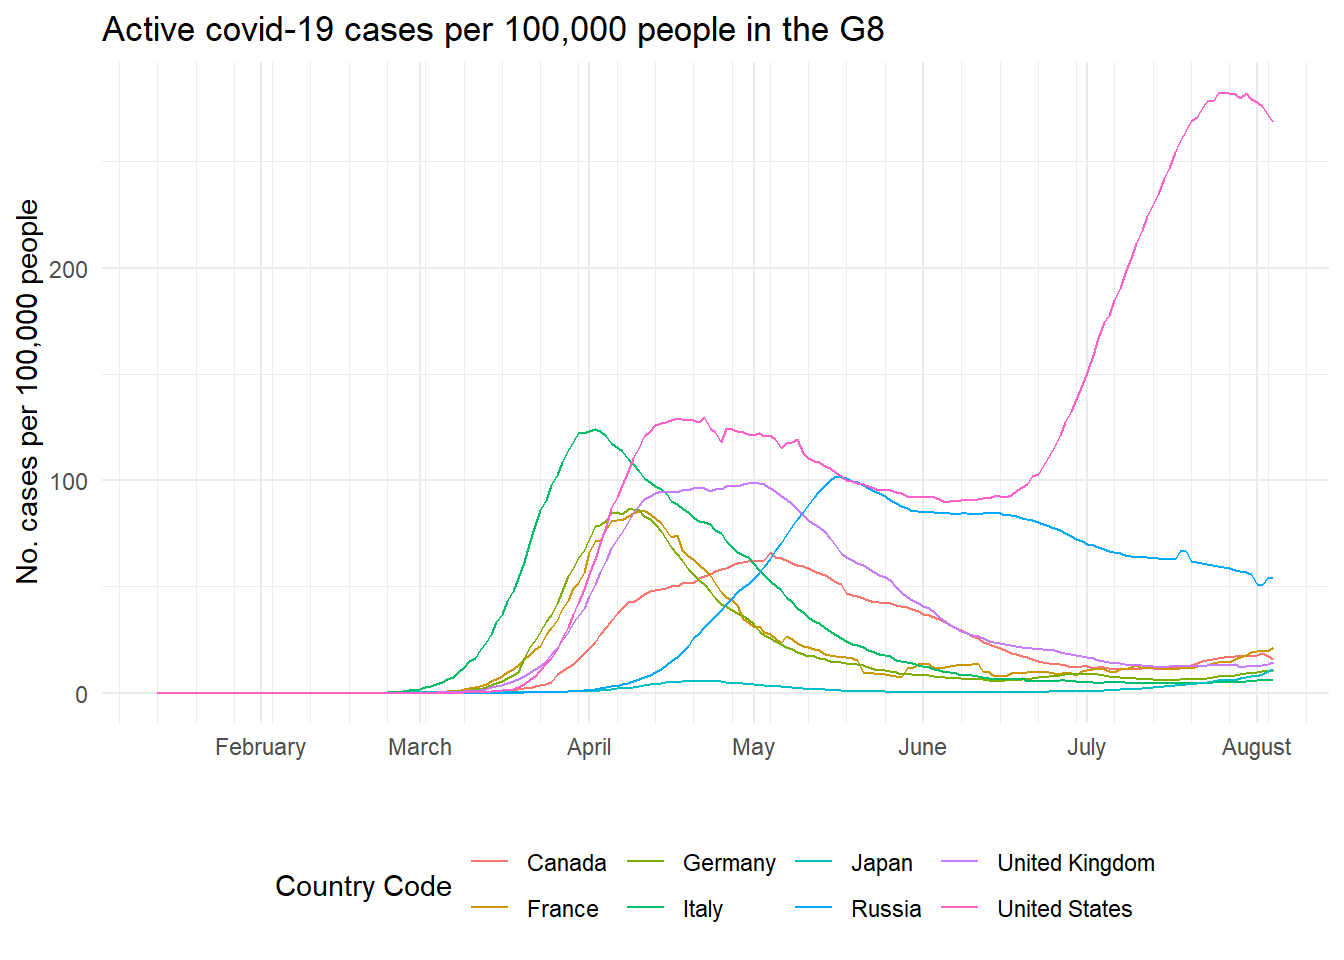 Active covid-19 cases per 100,000 people in the G8
No. cases per 100,000 people
200
100
0
February March April May June July August
Country Code
Canada Germany Japan United Kingdom
France Italy Russia United States